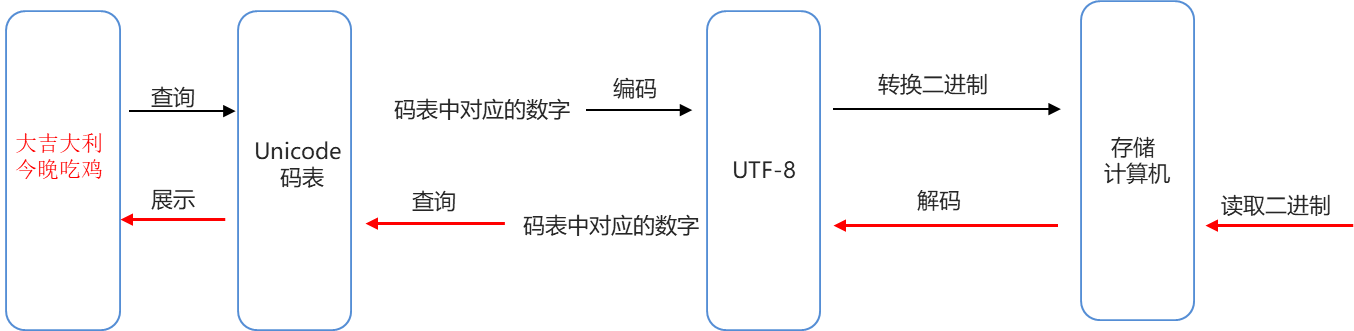 大吉大利
今晚吃鸡
查询
展示
Unicode
码表
码表中对应的数字
编码
查询
码表中对应的数字
UTF-8
转换二进制
解码
存储
计算机
读取二进制